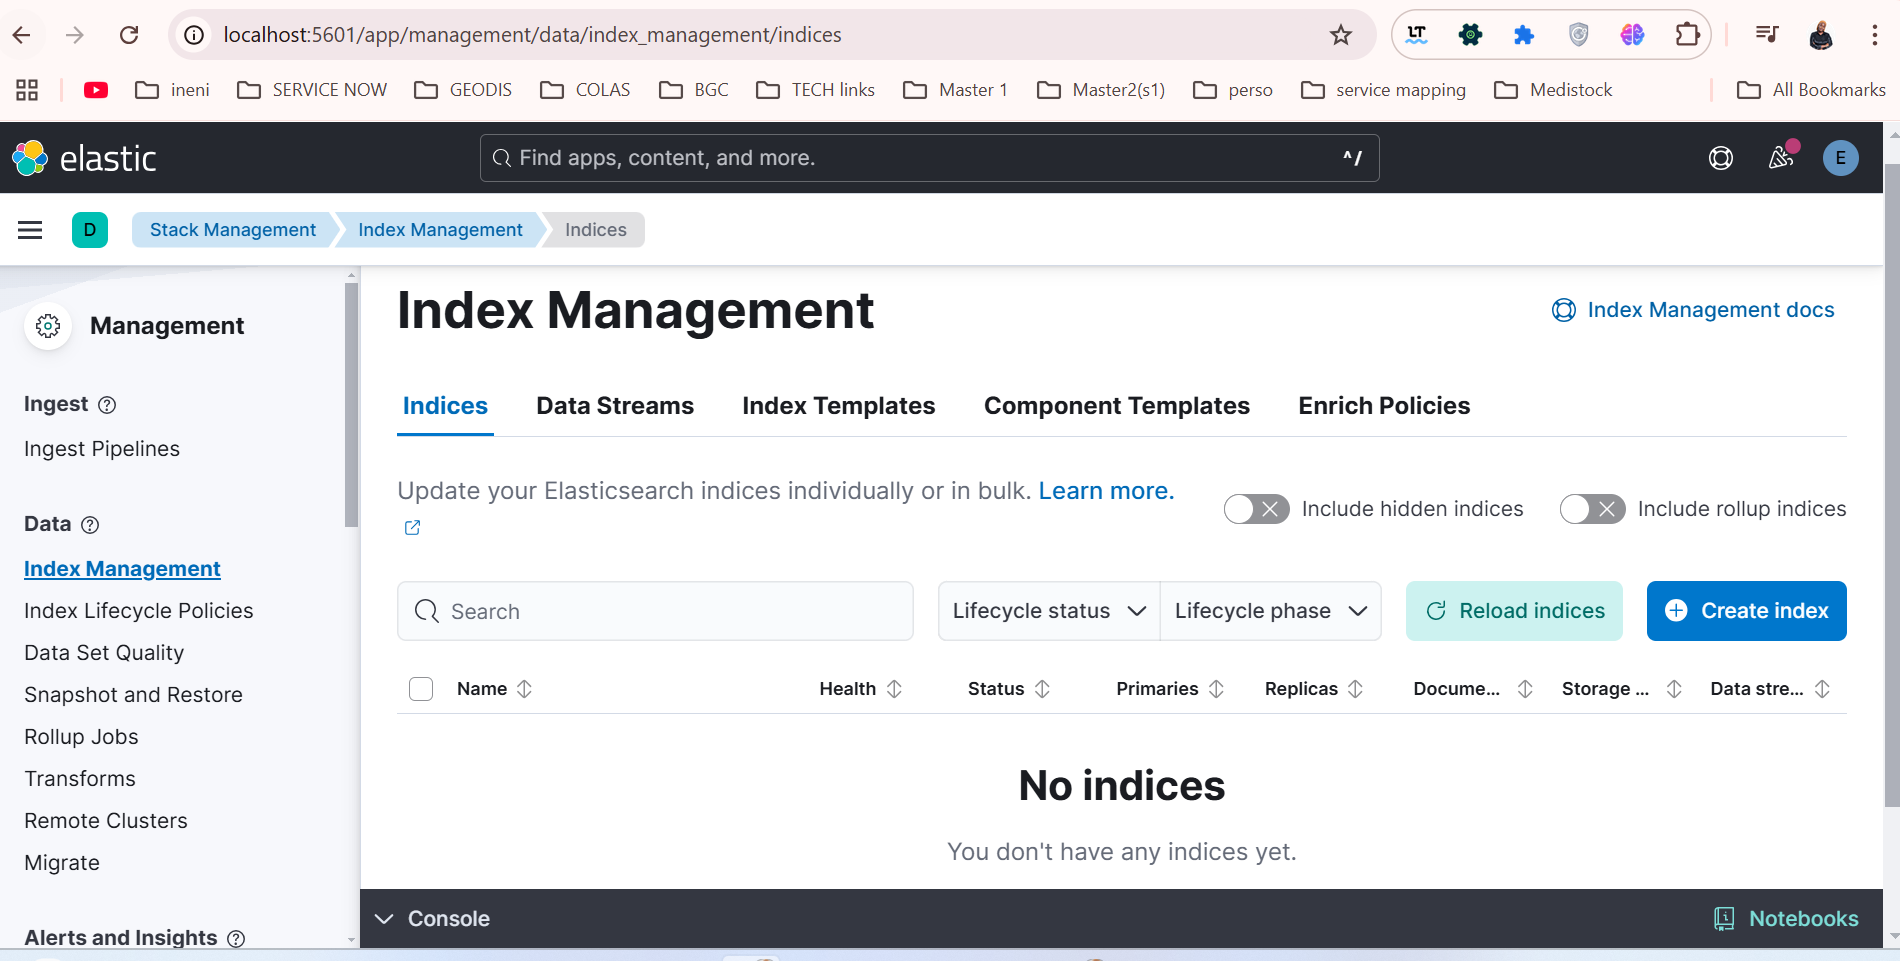 localhost:5601/app/management/data/index_management/indices
LT
ineni SERVICE NOW GEODIS COLAS BGC TECH links Master 1 Master2(s1) perso service mapping Medistock All Bookmarks
elastic Find apps, content, and more. ^/ E
D Stack Management Index Management Indices
Management
Ingest
Ingest Pipelines
Data
Index Management
Index Lifecycle Policies
Data Set Quality
Snapshot and Restore
Rollup Jobs
Transforms
Remote Clusters
Migrate
Alerts and Insights
Index Management Index Management docs
Indices Data Streams Index Templates Component Templates Enrich Policies
Update your Elasticsearch indices individually or in bulk. Learn more.
Include hidden indices Include rollup indices
Search Lifecycle status Lifecycle phase Reload indices Create index
Name Health Status Primaries Replicas Docume... Storage ... Data stre...
No indices
You don't have any indices yet.
Console Notebooks